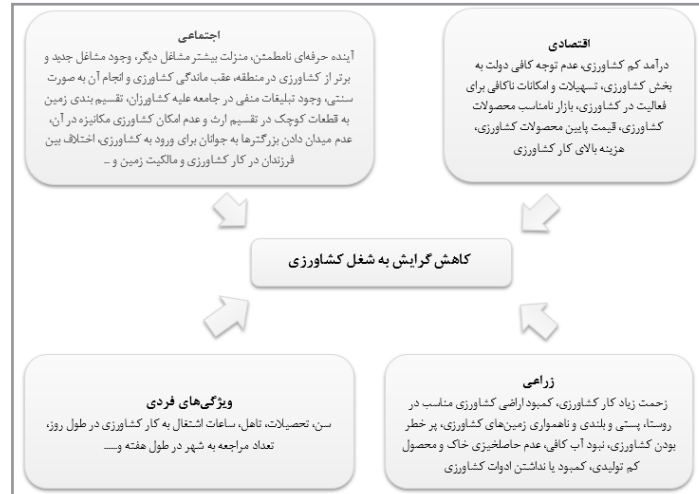 اقتصادی
درآمد کم کشاورزی، عدم توجه کافی دولت به
بخش کشاورزی، تسهیلات و امکانات ناکافی برای
فعالیت در کشاورزی، بازار نامناسب محصولات
کشاورزی، قیمت پایین محصولات کشاورزی،
هزینه بالای کار کشاورزی
اجتماعی
آینده حرفه‌ای نامطمئن، منزلت بیشتر مشاغل دیگر، وجود مشاغل جدید و
برتر از کشاورزی در منطقه، عقب ماندگی کشاورزی و انجام آن به صورت
سنتی، وجود تبلیغات منفی در جامعه علیه کشاورزان، تقسیم بندی زمین
به قطعات کوچک در تقسیم ارث و عدم امکان کشاورزی مکانیزه در آن،
عدم میدان دادن بزرگترها به جوانان برای ورود به کشاورزی، اختلاف بین
فرزندان در کار کشاورزی و مالکیت زمین و ...
کاهش گرایش به شغل کشاورزی
زراعی
زحمت زیاد کار کشاورزی، کمبود اراضی کشاورزی مناسب در
روستا، پستی و بلندی و ناهمواری زمین‌های کشاورزی، پر خطر
بودن کشاورزی، نبود آب کافی، عدم حاصلخیزی خاک و محصول
کم تولیدی، کمبود یا نداشتن ادوات کشاورزی
ویژگی‌های فردی
سن، تحصیلات، تاهل، ساعات اشتغال به کار کشاورزی در طول روز،
تعداد مراجعه به شهر در طول هفته و.....